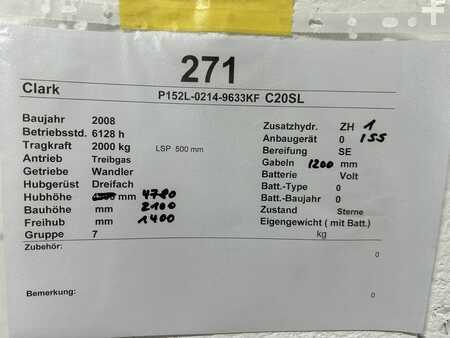 271
Clark P152L-0214-9633KF C20SL
Baujahr 2008
Betriebsstd. 6128 h
Tragkraft 2000 kg LSP 500 mm
Antrieb Treibgas
Getriebe Wandler
Hubgerüst Dreifach
Hubhöhe mm 4780
Bauhöhe mm 2100
Freihub mm 1400
Gruppe 7
Zusatzhydr. ZH 1
Anbaugerät 0 ISS
Bereifung SE
Gabeln 1200 mm
Batterie Volt
Batt.-Type 0
Batt.-Baujahr 0
Zustand Sterne
Eigengewicht ( mit Batt.)
kg
Zubehör: 0
0
Bemerkung: